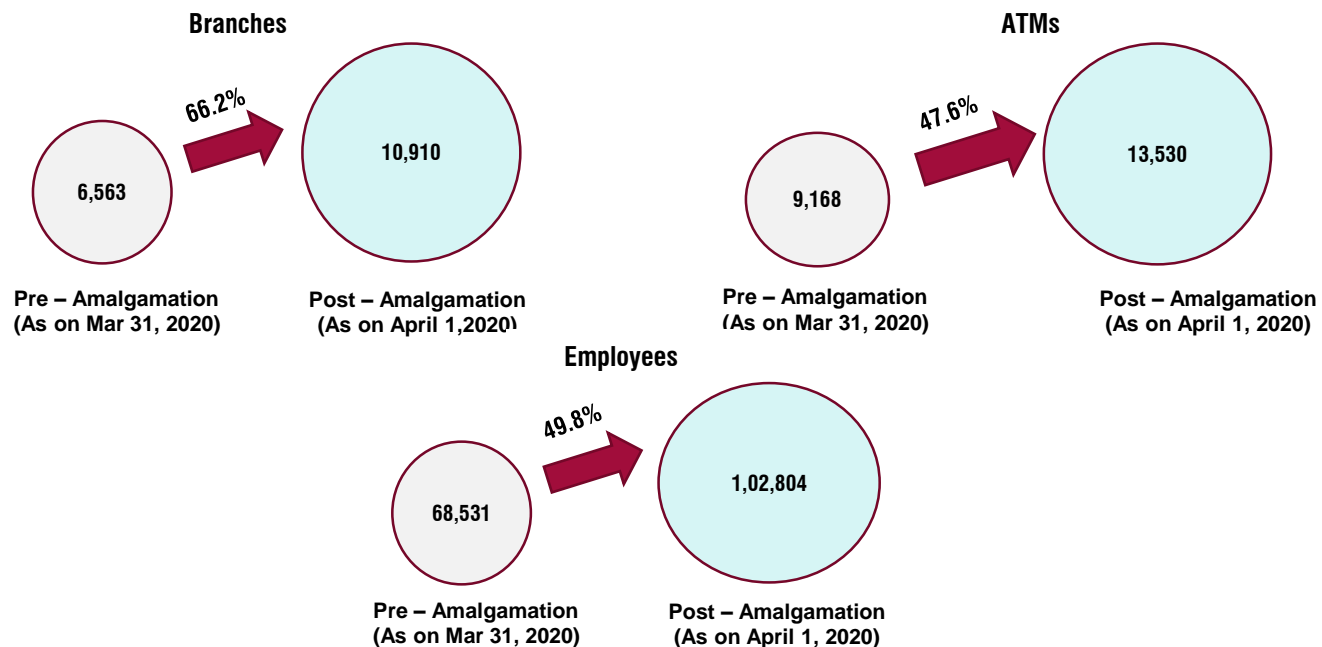 Branches
66.2%
6,563
10,910
Pre – Amalgamation
(As on Mar 31, 2020)
Post – Amalgamation
(As on April 1,2020)
ATMs
47.6%
9,168
13,530
Pre – Amalgamation
(As on Mar 31, 2020)
Post – Amalgamation
(As on April 1, 2020)
Employees
49.8%
68,531
1,02,804
Pre – Amalgamation
(As on Mar 31, 2020)
Post – Amalgamation
(As on April 1, 2020)